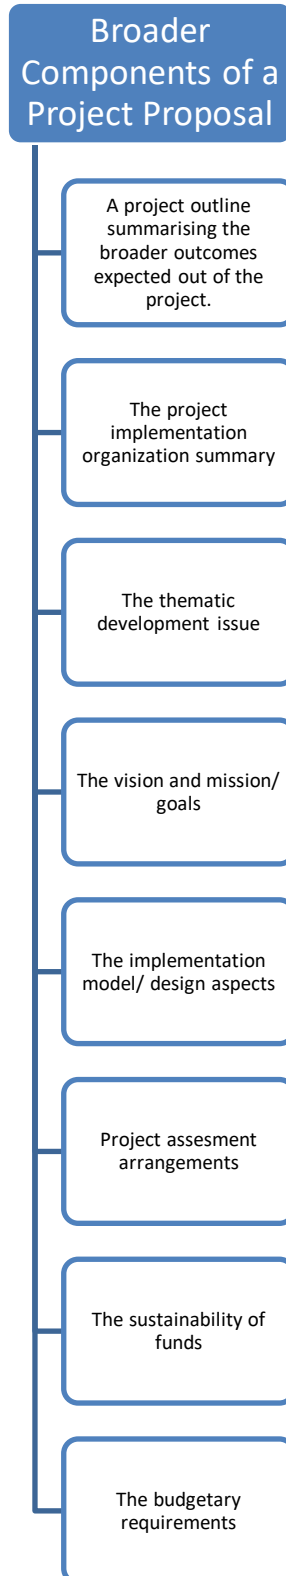 Broader
Components of a
Project Proposal
A project outline
summarising the
broader outcomes
expected out of the
project.
The project
implementation
organization summary
The thematic
development issue
The vision and mission/
goals
The implementation
model/ design aspects
Project assesment
arrangements
The sustainability of
funds
The budgetary
requirements